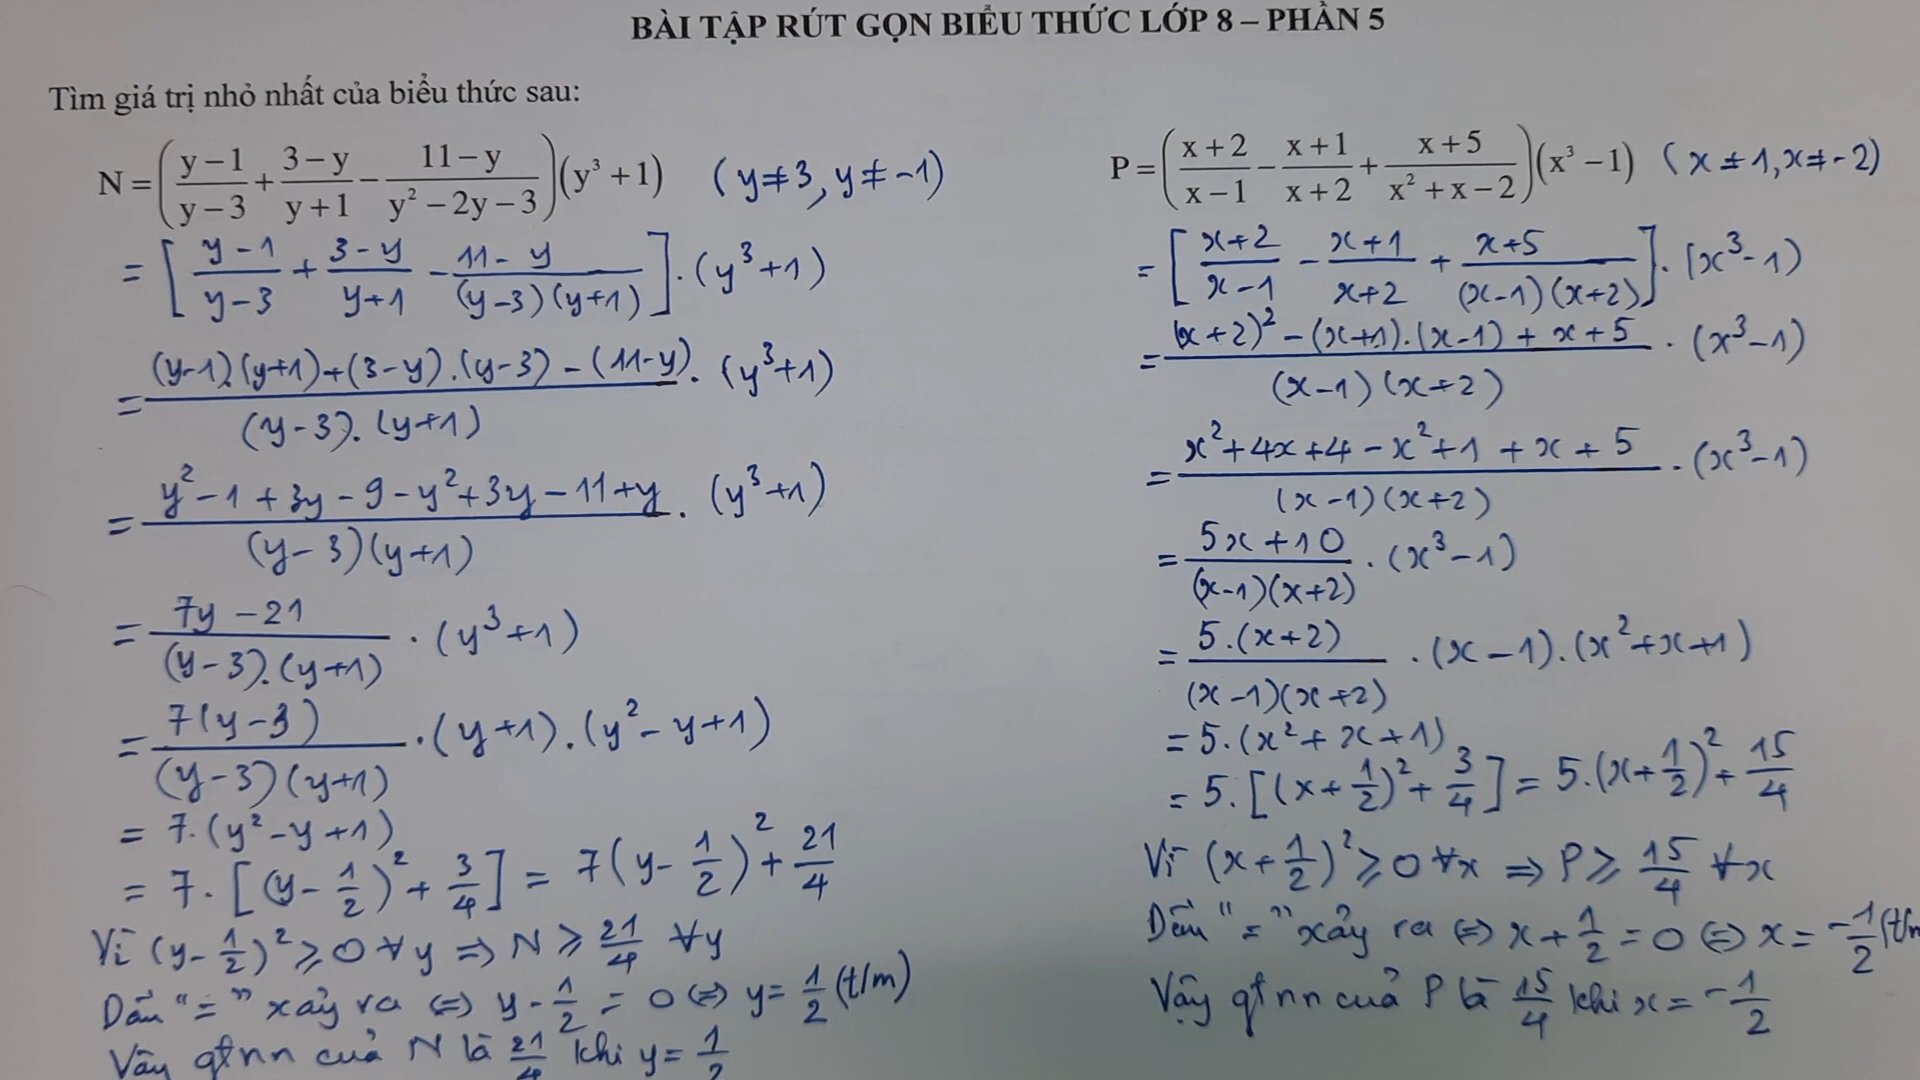 BÀI TẬP RÚT GỌN BIỂU THỨC LỚP 8 – PHẦN 5
Tìm giá trị nhỏ nhất của biểu thức sau:
N = ( (y−1)/(y−3) + (3−y)/(y+1) − (11−y)/(y²−2y−3) )(y³+1) (y≠3, y≠-1)
= [ (y-1)/(y-3) + (3-y)/(y+1) - (11-y)/((y-3)(y+1)) ].(y³+1)
= ((y-1).(y+1)+(3-y).(y-3)-(11-y))/((y-3).(y+1)) . (y³+1)
= (y²-1+3y-9-y²+3y-11+y)/((y-3)(y+1)) . (y³+1)
= (7y-21)/((y-3).(y+1)) . (y³+1)
= (7(y-3))/((y-3)(y+1)) . (y+1).(y²-y+1)
= 7.(y²-y+1)
= 7.[(y-1/2)²+3/4] = 7(y-1/2)²+21/4
Vì (y-1/2)² ≥ 0 ∀y ⇒ N ≥ 21/4 ∀y
Dấu "=" xảy ra ⇔ y-1/2 = 0 ⇔ y = 1/2 (t/m)
Vậy gtnn của N là 21/4 khi y = 1/2
P = ( (x+2)/(x−1) − (x+1)/(x+2) + (x+5)/(x²+x−2) )(x³−1) (x≠1, x≠-2)
= [ (x+2)/(x-1) - (x+1)/(x+2) + (x+5)/((x-1)(x+2)) ].(x³-1)
= ((x+2)²-(x+1).(x-1)+x+5)/((x-1)(x+2)) . (x³-1)
= (x²+4x+4-x²+1+x+5)/((x-1)(x+2)) . (x³-1)
= (5x+10)/((x-1)(x+2)) . (x³-1)
= (5.(x+2))/((x-1)(x+2)) . (x-1).(x²+x+1)
= 5.(x²+x+1)
= 5.[(x+1/2)²+3/4] = 5.(x+1/2)²+15/4
Vì (x+1/2)² ≥ 0 ∀x ⇒ P ≥ 15/4 ∀x
Dấu "=" xảy ra ⇔ x+1/2 = 0 ⇔ x = -1/2 (t/m
Vậy gtnn của P là 15/4 khi x = -1/2